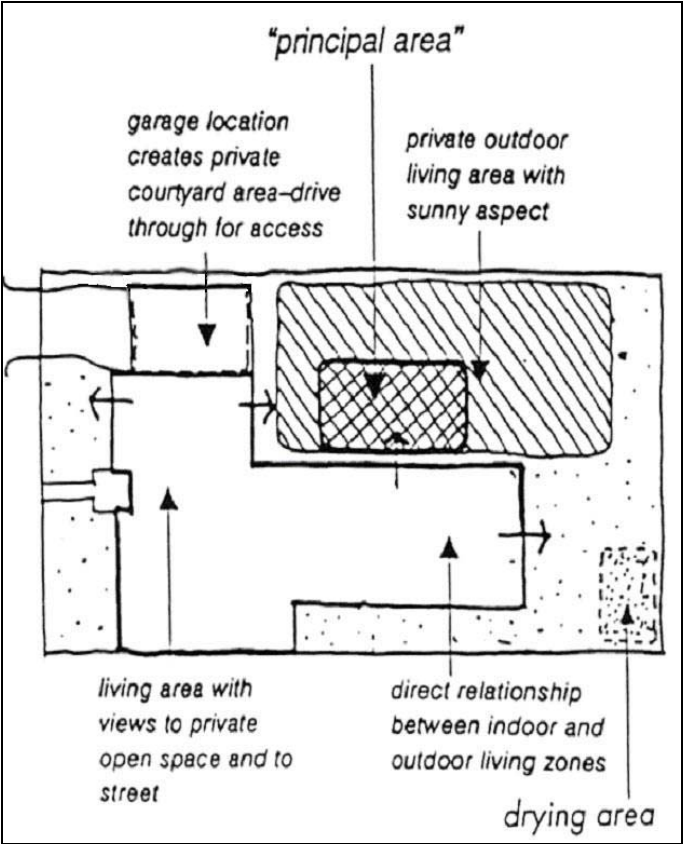 "principal area"
garage location
creates private
courtyard area–drive
through for access
private outdoor
living area with
sunny aspect
living area with
views to private
open space and to
street
direct relationship
between indoor and
outdoor living zones
drying area